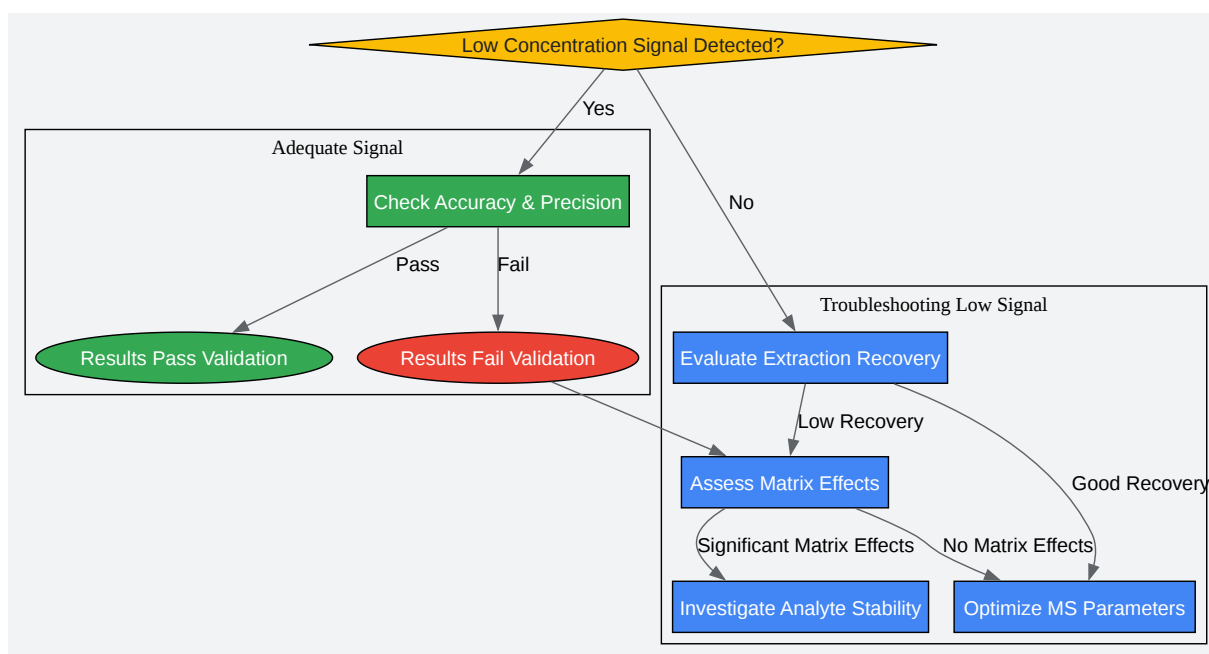 Low Concentration Signal Detected?
Yes
Adequate Signal
Check Accuracy & Precision
No
Pass
Fail
Troubleshooting Low Signal
Results Pass Validation
Results Fail Validation
Evaluate Extraction Recovery
Low Recovery
Assess Matrix Effects
Good Recovery
Significant Matrix Effects
No Matrix Effects
Investigate Analyte Stability
Optimize MS Parameters